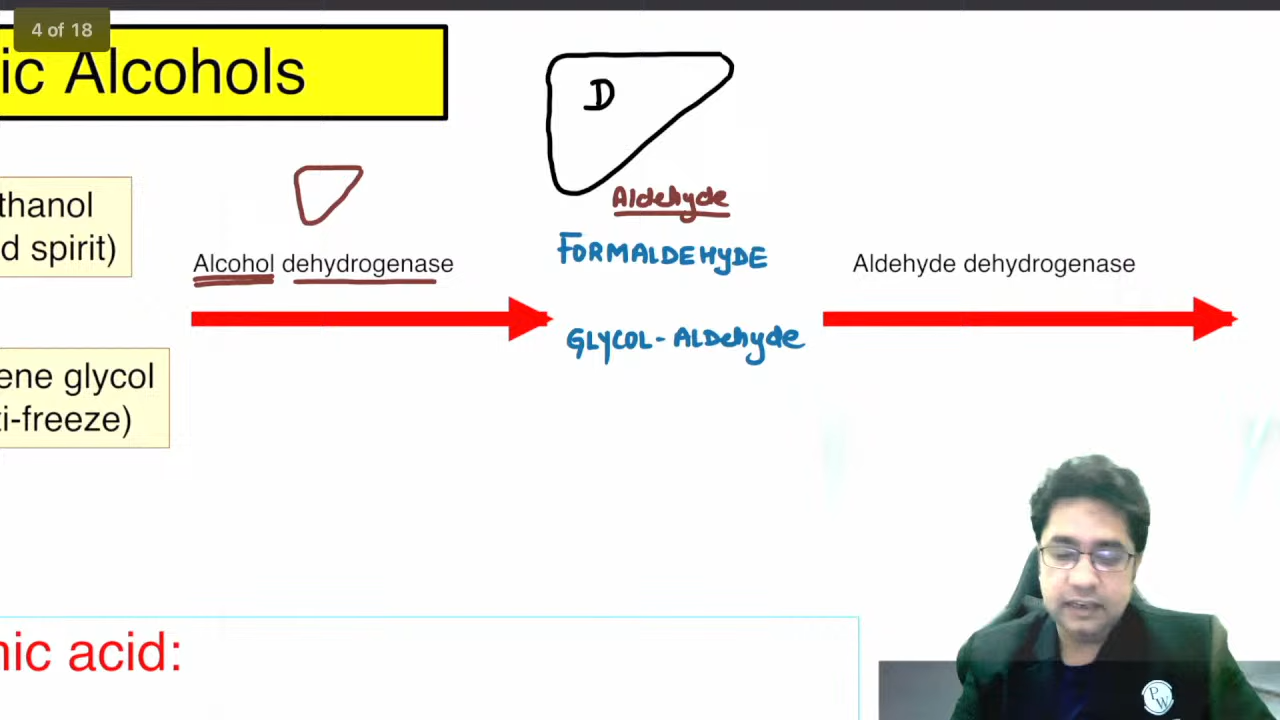 4 of 18
ic Alcohols
D
thanol
d spirit)
Aldehyde
FORMALDEHYDE
Alcohol dehydrogenase
Aldehyde dehydrogenase
GLYCOL-ALDehyde
ene glycol
i-freeze)
nic acid:
PW